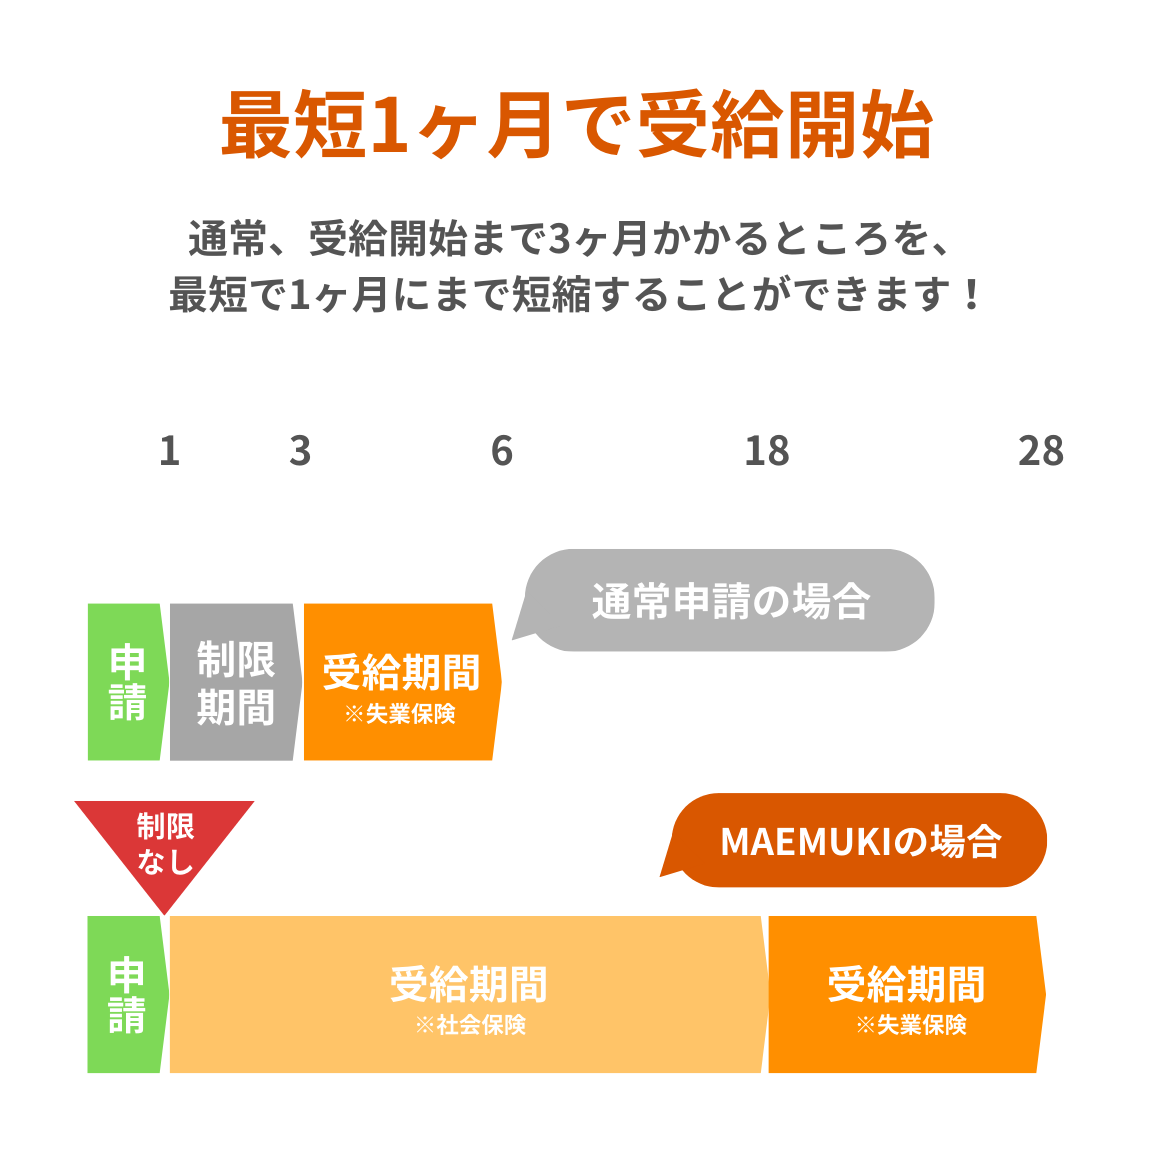 最短1ヶ月で受給開始
通常、受給開始まで3ヶ月かかるところを、
最短で1ヶ月にまで短縮することができます！
1 3 6 18 28
通常申請の場合
申請
制限
期間
受給期間
※失業保険
制限
なし
MAEMUKIの場合
申請
受給期間
※社会保険
受給期間
※失業保険